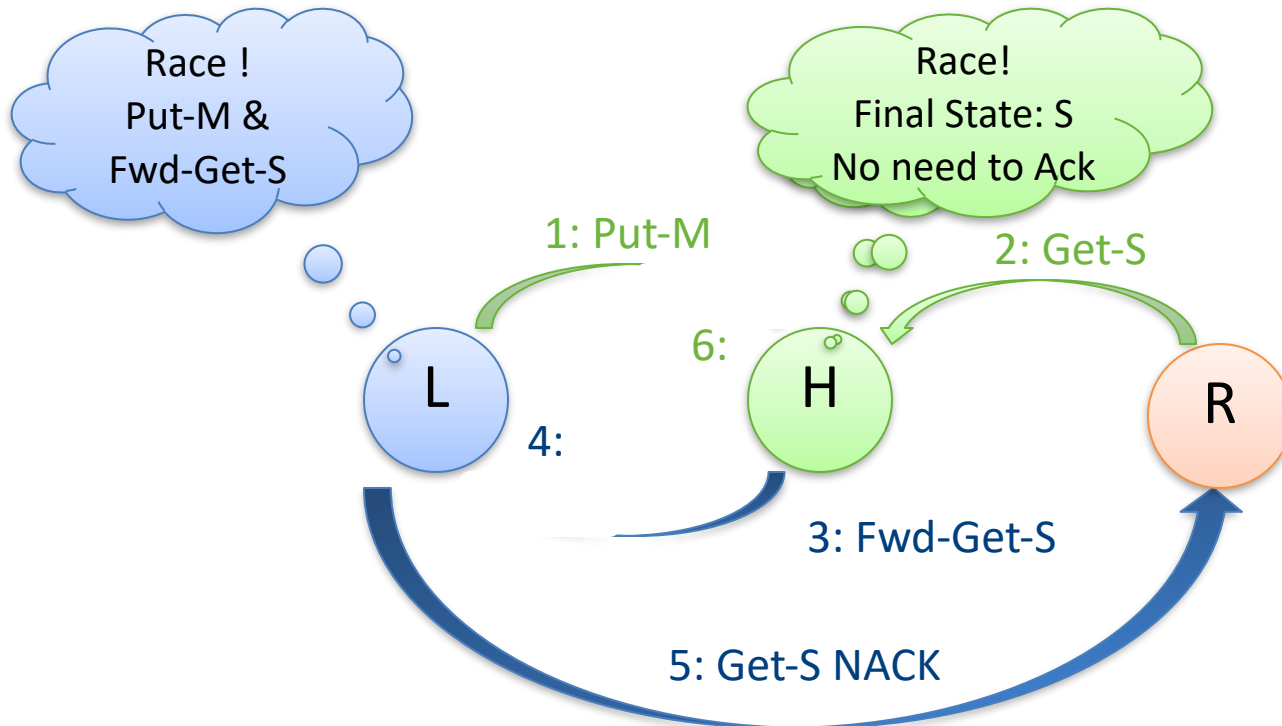 Race !
Put-M &
Fwd-Get-S
Race!
Final State: S
No need to Ack
1: Put-M
2: Get-S
6:
L
H
R
4:
3: Fwd-Get-S
5: Get-S NACK